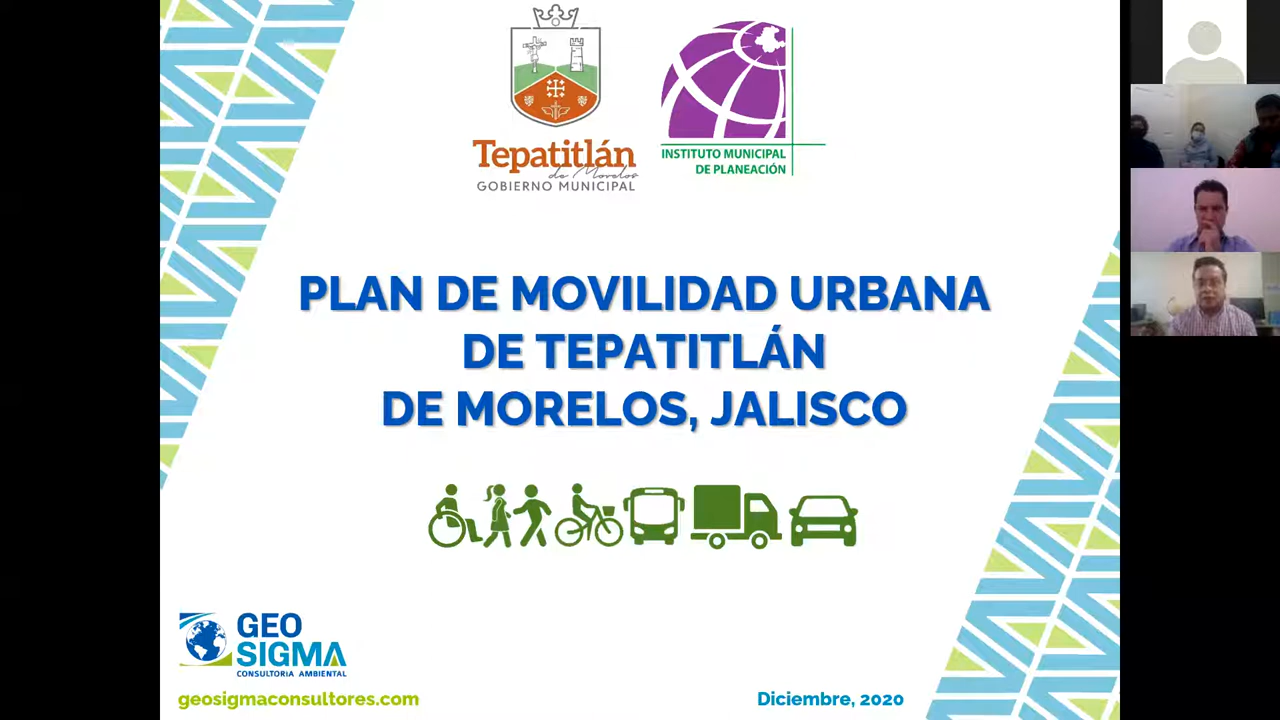 Tepatitlán
de Morelos
GOBIERNO MUNICIPAL
INSTITUTO MUNICIPAL
DE PLANEACIÓN
PLAN DE MOVILIDAD URBANA
DE TEPATITLÁN
DE MORELOS, JALISCO
GEO
SIGMA
CONSULTORIA AMBIENTAL
geosigmaconsultores.com
Diciembre, 2020